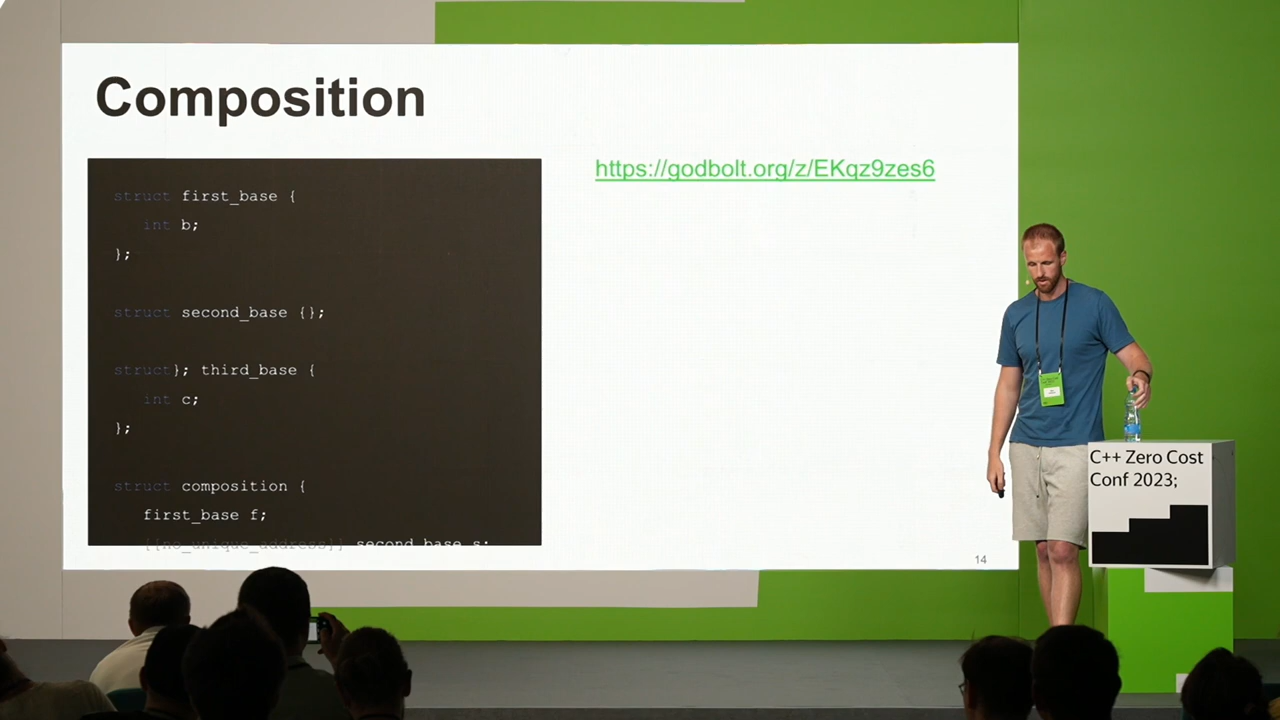 Composition
struct first_base {
int b;
};
struct second_base {};
struct}; third_base {
int c;
};
struct composition {
first_base f;
[[no_unique_address]] second_base s;
https://godbolt.org/z/EKqz9zes6
14
C++ Zero Cost
Conf 2023;